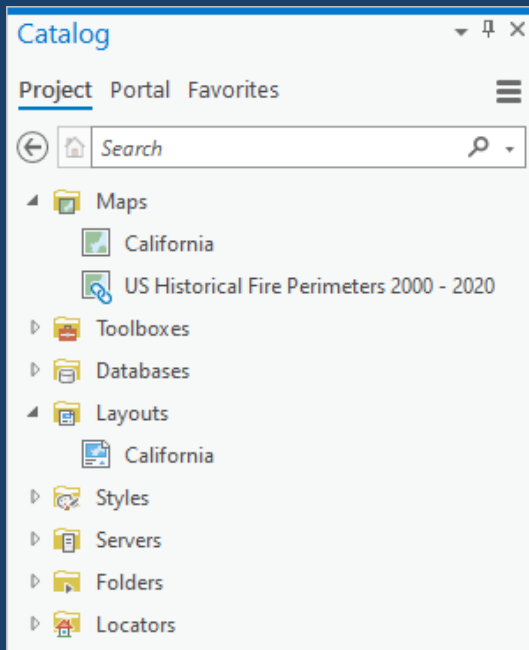 Catalog
Project Portal Favorites
Search
Maps
California
US Historical Fire Perimeters 2000 - 2020
Toolboxes
Databases
Layouts
California
Styles
Servers
Folders
Locators